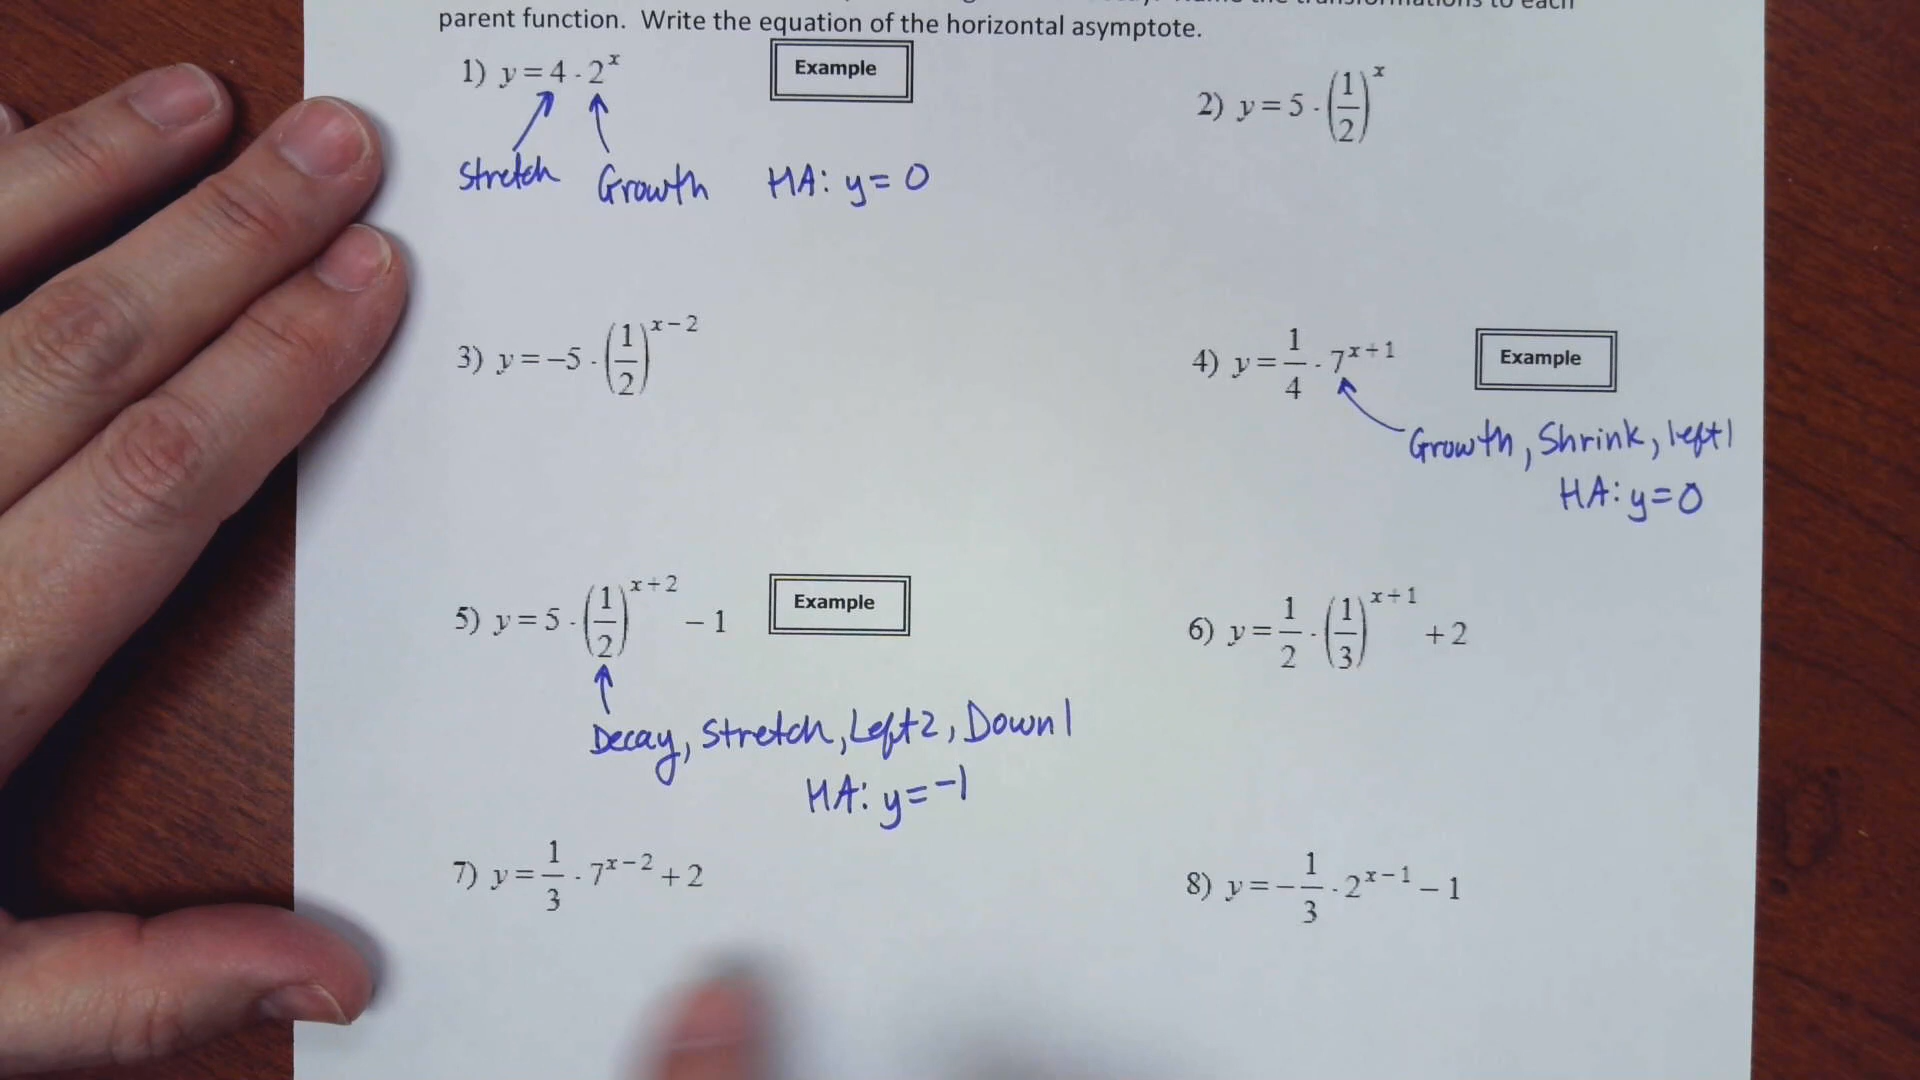 transformations to each
parent function. Write the equation of the horizontal asymptote.
1) y = 4 · 2^x
Example
Stretch Growth HA: y = 0
2) y = 5 · (1/2)^x
3) y = −5 · (1/2)^(x − 2)
4) y = 1/4 · 7^(x + 1)
Example
Growth, Shrink, left 1
HA: y = 0
5) y = 5 · (1/2)^(x + 2) − 1
Example
Decay, Stretch, Left 2, Down 1
HA: y = −1
6) y = 1/2 · (1/3)^(x + 1) + 2
7) y = 1/3 · 7^(x − 2) + 2
8) y = −1/3 · 2^(x − 1) − 1